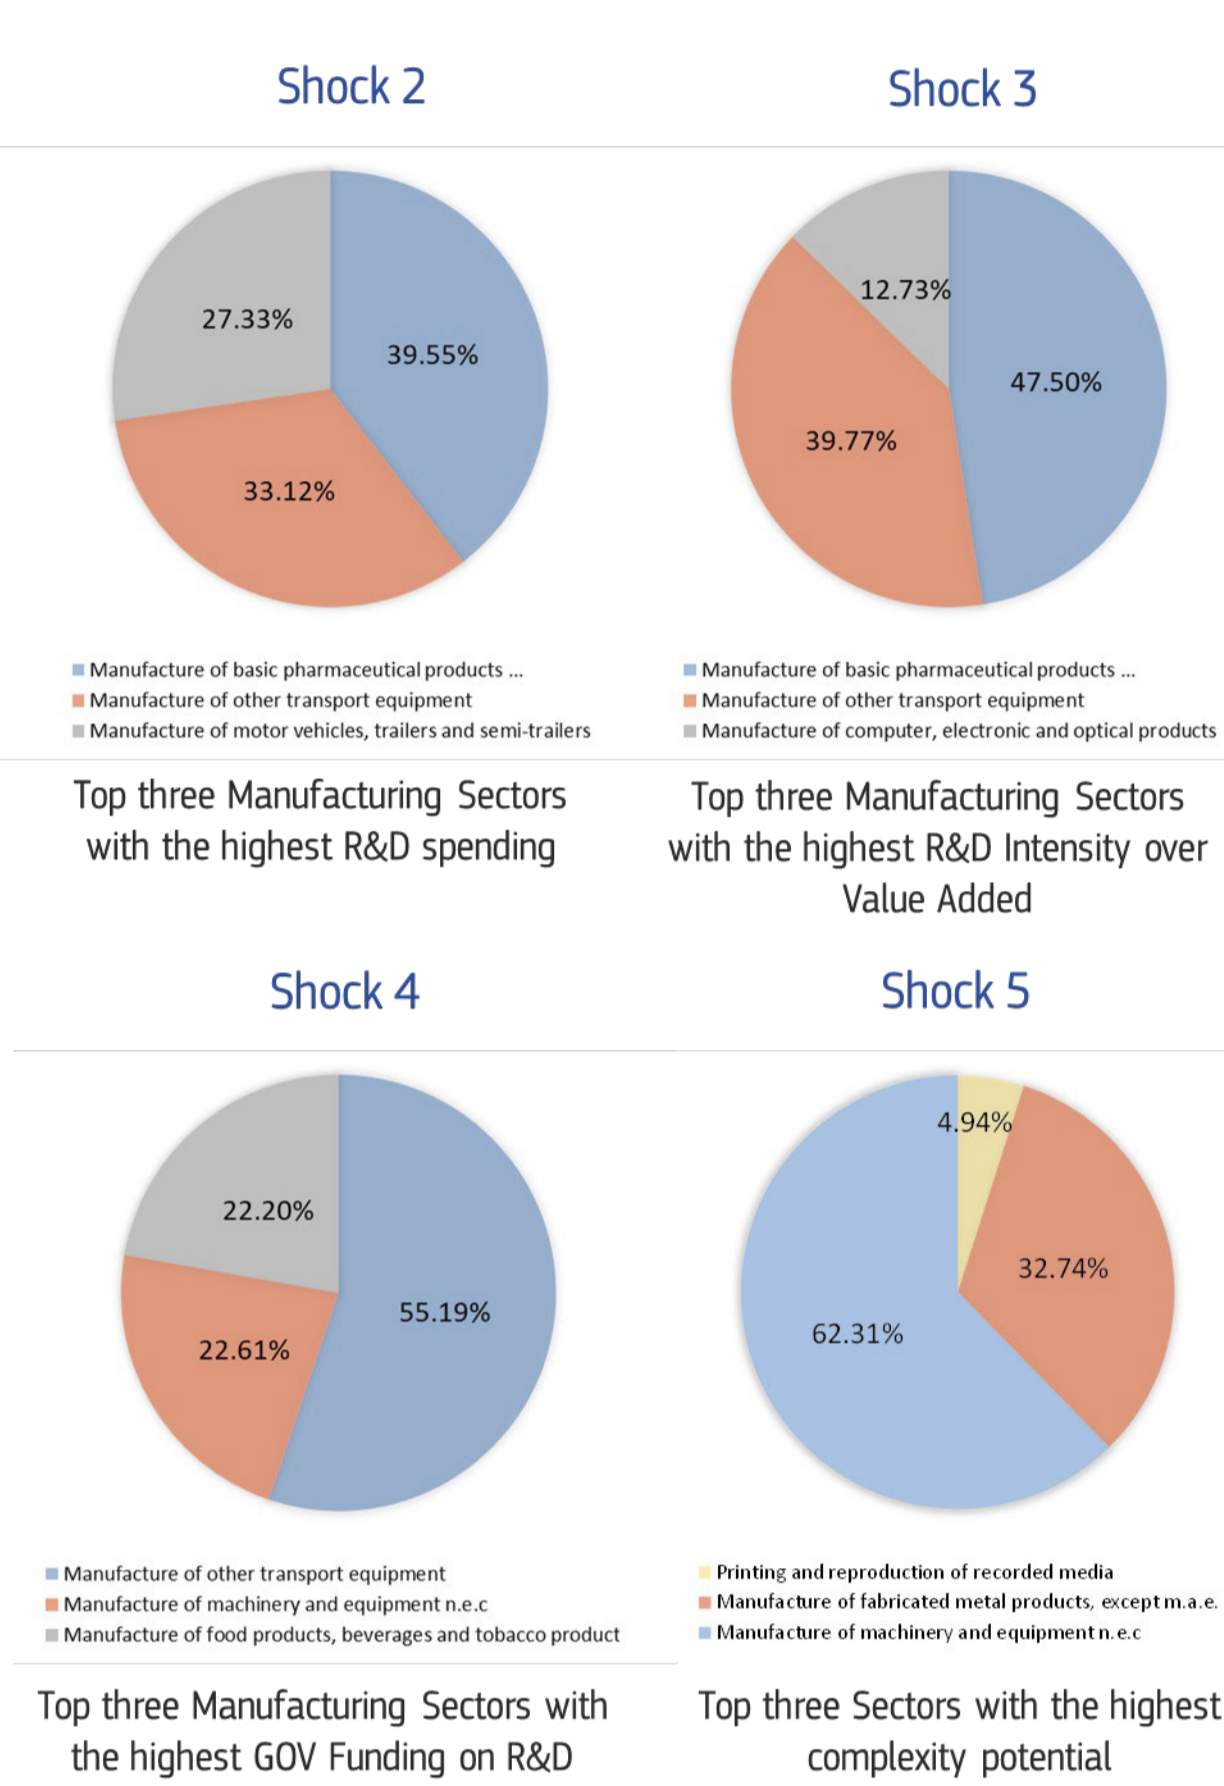 Shock 2
27.33%
39.55%
33.12%
Manufacture of basic pharmaceutical products ...
Manufacture of other transport equipment
Manufacture of motor vehicles, trailers and semi-trailers
Top three Manufacturing Sectors
with the highest R&D spending
Shock 3
12.73%
47.50%
39.77%
Manufacture of basic pharmaceutical products ...
Manufacture of other transport equipment
Manufacture of computer, electronic and optical products
Top three Manufacturing Sectors
with the highest R&D Intensity over
Value Added
Shock 4
22.20%
55.19%
22.61%
Manufacture of other transport equipment
Manufacture of machinery and equipment n.e.c
Manufacture of food products, beverages and tobacco product
Top three Manufacturing Sectors with
the highest GOV Funding on R&D
Shock 5
4.94%
32.74%
62.31%
Printing and reproduction of recorded media
Manufacture of fabricated metal products, except m.a.e.
Manufacture of machinery and equipment n.e.c
Top three Sectors with the highest
complexity potential